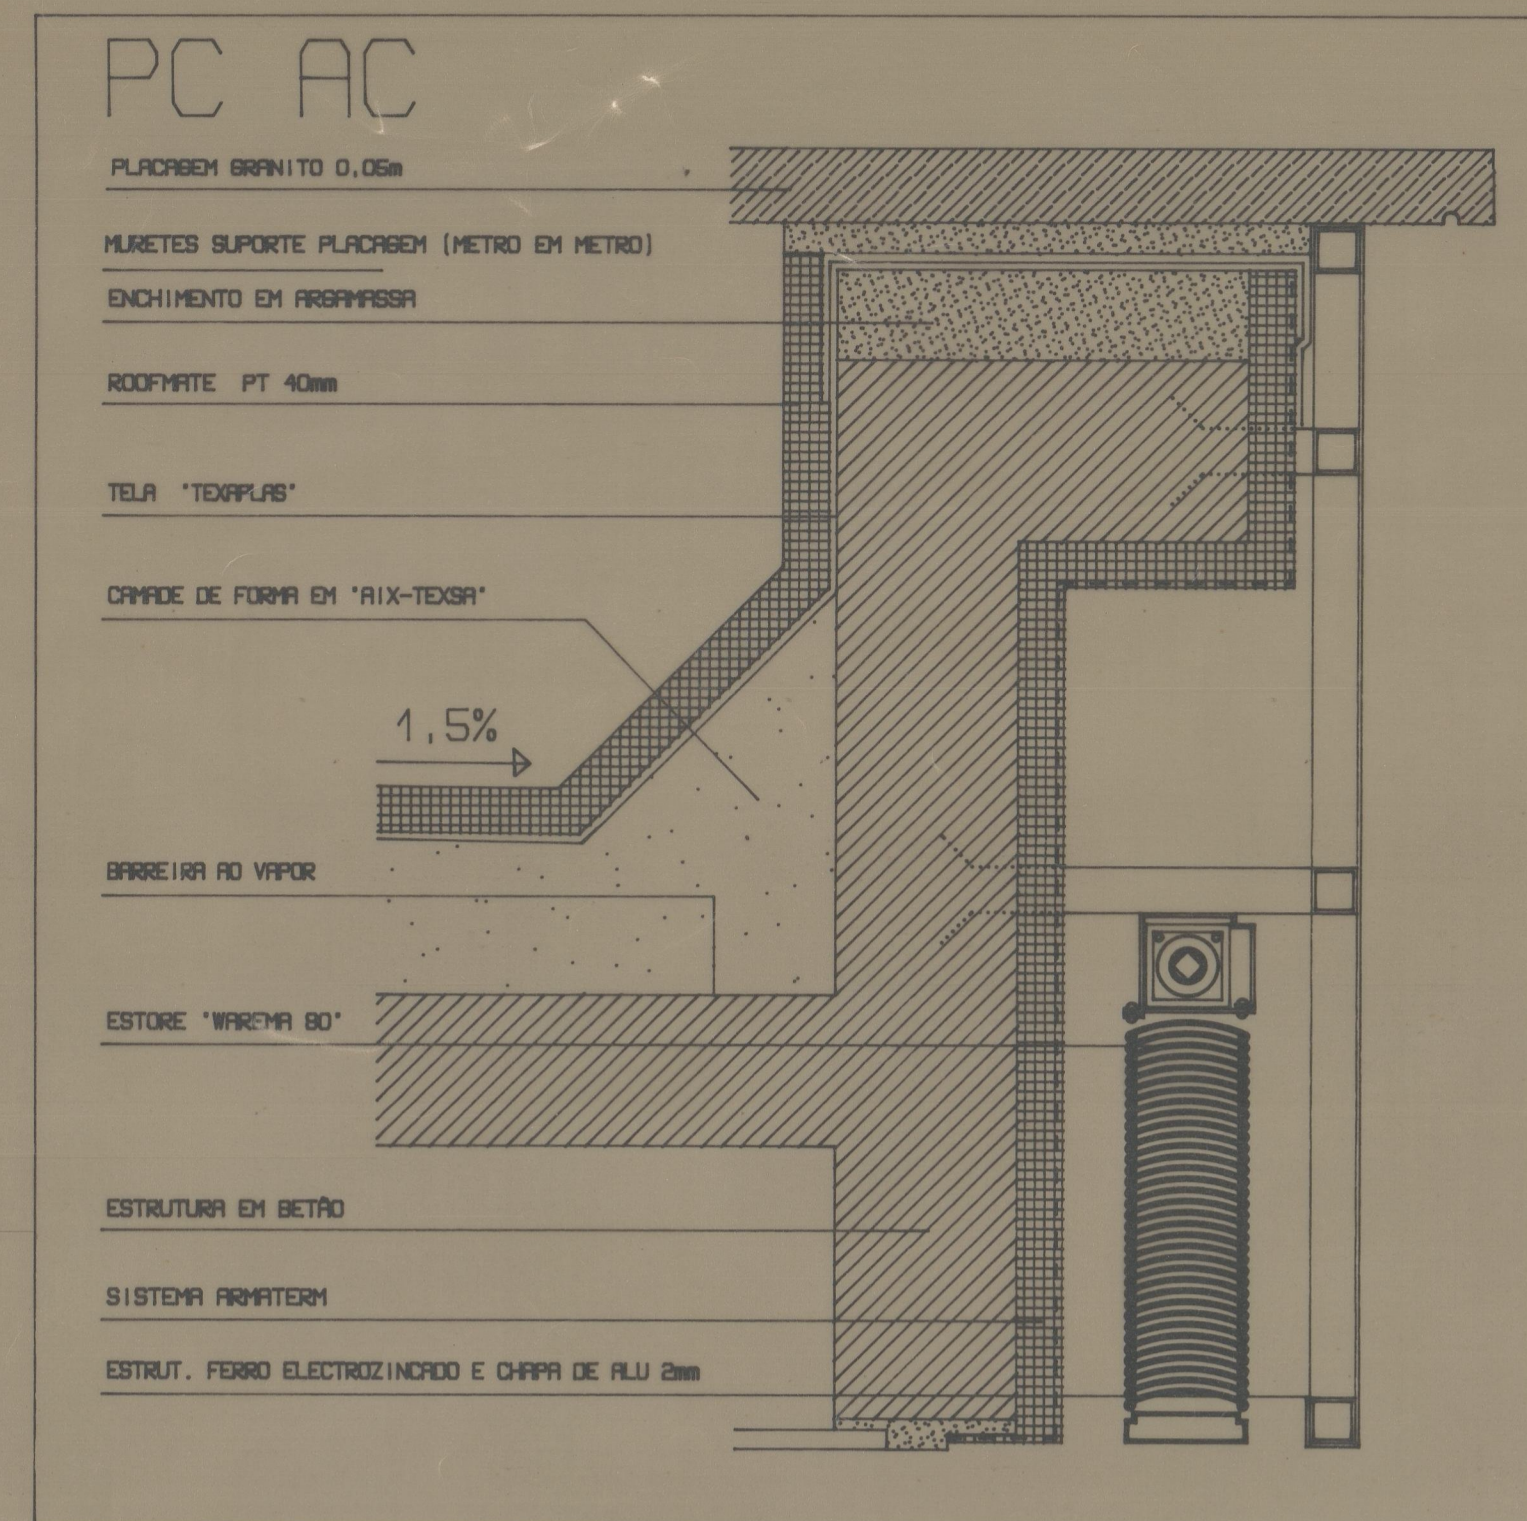 PC AC
PLACAGEM GRANITO 0,05m
MURETES SUPORTE PLACAGEM (METRO EM METRO)
ENCHIMENTO EM ARGAMASSA
ROOFMATE PT 40mm
TELA "TEXAPLAS"
CAMADE DE FORMA EM "AIX-TEXSA"
1,5%
BARREIRA AO VAPOR
ESTORE "WAREMA 80"
ESTRUTURA EM BETÃO
SISTEMA ARMATERM
ESTRUT. FERRO ELECTROZINCADO E CHAPA DE ALU 2mm